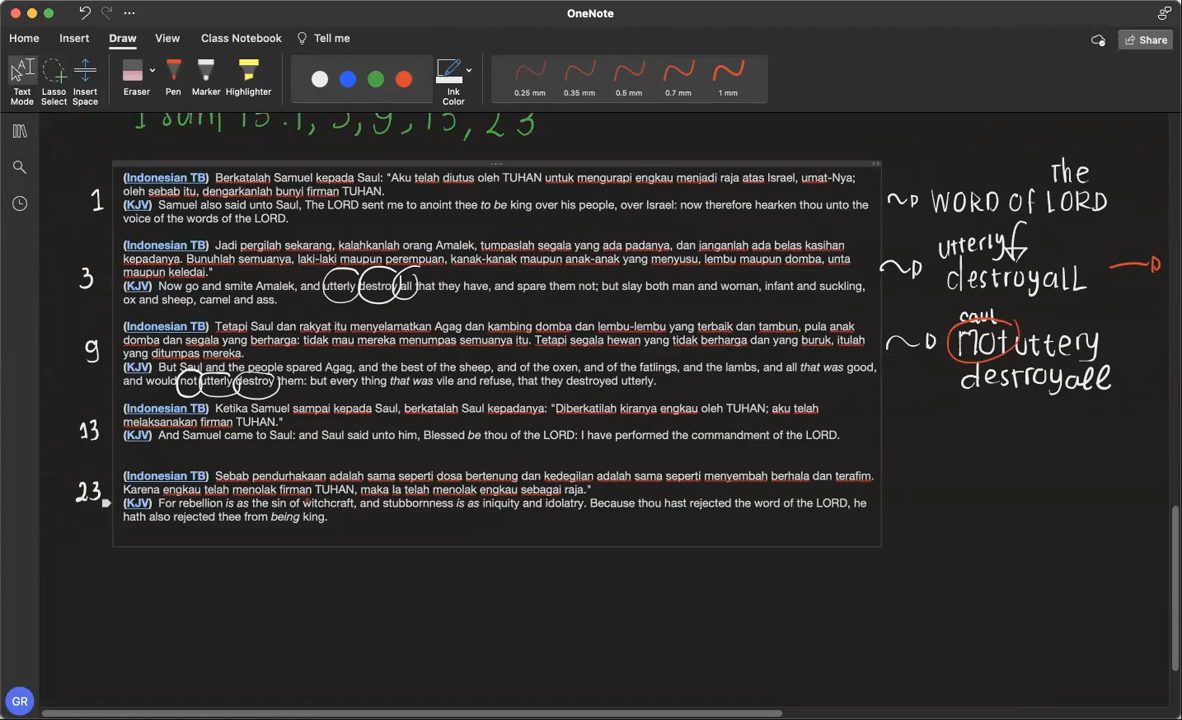 OneNote
Home Insert Draw View Class Notebook Tell me
Share
Text Mode
Lasso Select
Insert Space
Eraser
Pen
Marker
Highlighter
Ink Color
0.25 mm
0.35 mm
0.5 mm
0.7 mm
1 mm
15:1, 3, 9, 13, 23
1
(Indonesian TB) Berkatalah Samuel kepada Saul: "Aku telah diutus oleh TUHAN untuk mengurapi engkau menjadi raja atas Israel, umat-Nya;
oleh sebab itu, dengarkanlah bunyi firman TUHAN.
(KJV) Samuel also said unto Saul, The LORD sent me to anoint thee to be king over his people, over Israel: now therefore hearken thou unto the
voice of the words of the LORD.
the
WORD OF LORD
3
(Indonesian TB) Jadi pergilah sekarang, kalahkanlah orang Amalek, tumpaslah segala yang ada padanya, dan janganlah ada belas kasihan
kepadanya. Bunuhlah semuanya, laki-laki maupun perempuan, kanak-kanak maupun anak-anak yang menyusu, lembu maupun domba, unta
maupun keledai."
(KJV) Now go and smite Amalek, and utterly destroy all that they have, and spare them not; but slay both man and woman, infant and suckling,
ox and sheep, camel and ass.
utterly
destroyall
9
(Indonesian TB) Tetapi Saul dan rakyat itu menyelamatkan Agag dan kambing domba dan lembu-lembu yang terbaik dan tambun, pula anak
domba dan segala yang berharga: tidak mau mereka menumpas semuanya itu. Tetapi segala hewan yang tidak berharga dan yang buruk, itulah
yang ditumpas mereka.
(KJV) But Saul and the people spared Agag, and the best of the sheep, and of the oxen, and of the fatlings, and the lambs, and all that was good,
and would not utterly destroy them: but every thing that was vile and refuse, that they destroyed utterly.
saul
not uttery
destroyall
13
(Indonesian TB) Ketika Samuel sampai kepada Saul, berkatalah Saul kepadanya: "Diberkatilah kiranya engkau oleh TUHAN; aku telah
melaksanakan firman TUHAN."
(KJV) And Samuel came to Saul: and Saul said unto him, Blessed be thou of the LORD: I have performed the commandment of the LORD.
23
(Indonesian TB) Sebab pendurhakaan adalah sama seperti dosa bertenung dan kedegilan adalah sama seperti menyembah berhala dan terafim.
Karena engkau telah menolak firman TUHAN, maka Ia telah menolak engkau sebagai raja."
(KJV) For rebellion is as the sin of witchcraft, and stubbornness is as iniquity and idolatry. Because thou hast rejected the word of the LORD, he
hath also rejected thee from being king.
GR